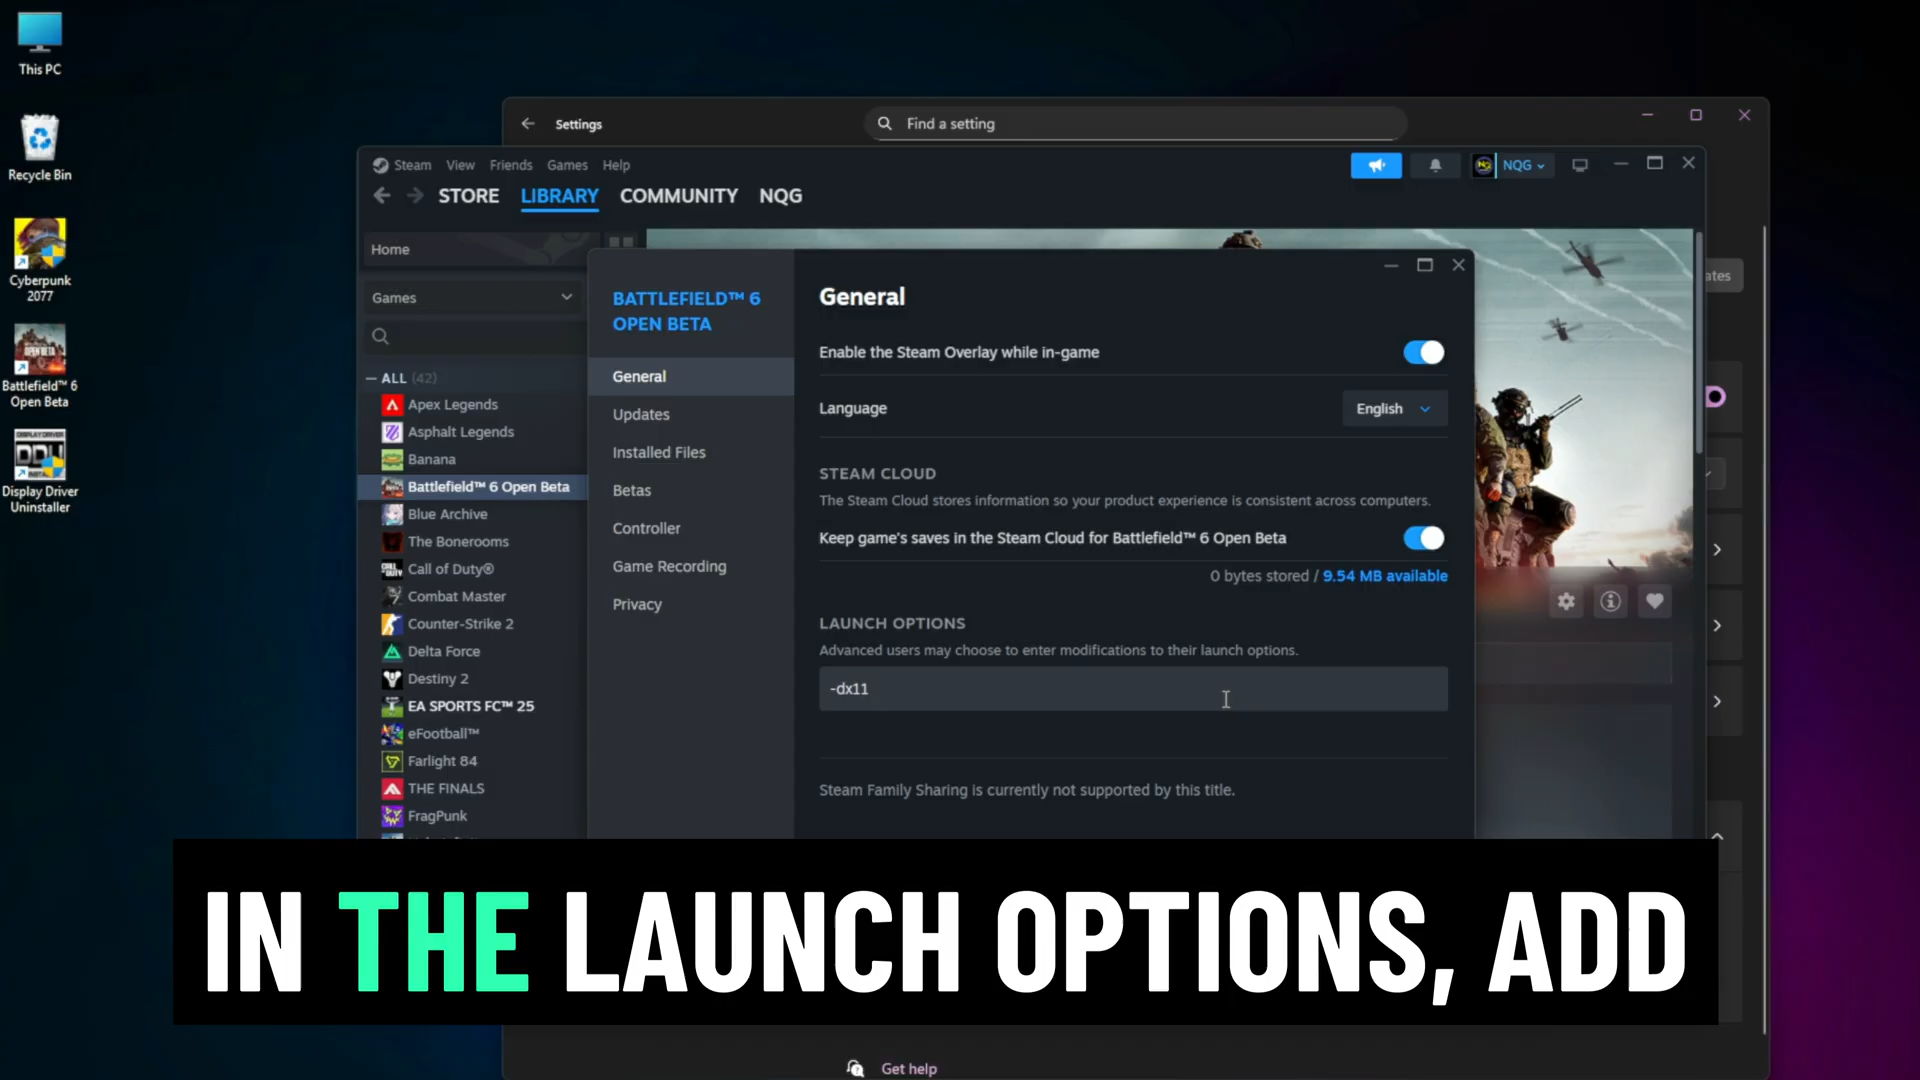 This PC
Recycle Bin
Cyberpunk
2077
Battlefield™ 6
Open Beta
Display Driver
Uninstaller
Settings
Find a setting
Steam View Friends Games Help
NQG
STORE LIBRARY COMMUNITY NQG
Home
Games
ALL (42)
Apex Legends
Asphalt Legends
Banana
Battlefield™ 6 Open Beta
Blue Archive
The Bonerooms
Call of Duty®
Combat Master
Counter-Strike 2
Delta Force
Destiny 2
EA SPORTS FC™ 25
eFootball™
Farlight 84
THE FINALS
FragPunk
BATTLEFIELD™ 6
OPEN BETA
General
Updates
Installed Files
Betas
Controller
Game Recording
Privacy
General
Enable the Steam Overlay while in-game
Language
English
STEAM CLOUD
The Steam Cloud stores information so your product experience is consistent across computers.
Keep game's saves in the Steam Cloud for Battlefield™ 6 Open Beta
0 bytes stored / 9.54 MB available
LAUNCH OPTIONS
Advanced users may choose to enter modifications to their launch options.
-dx11
Steam Family Sharing is currently not supported by this title.
ates
IN THE LAUNCH OPTIONS, ADD
Get help